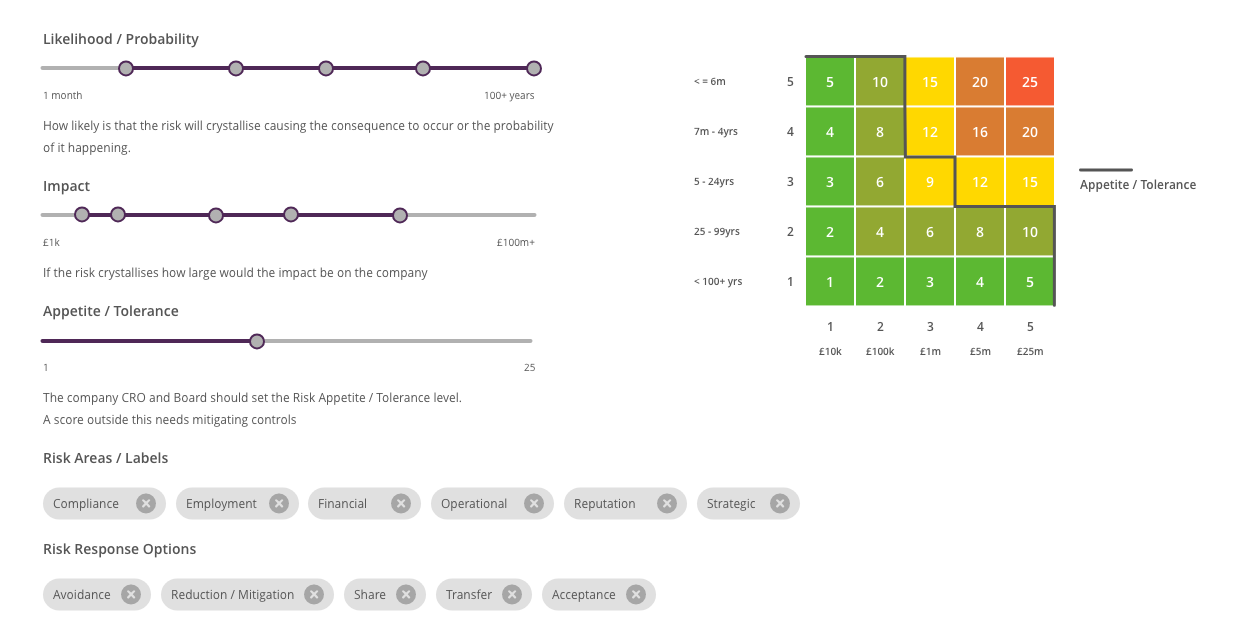 Likelihood / Probability
1 month
100+ years
How likely is that the risk will crystallise causing the consequence to occur or the probability
of it happening.
Impact
£1k
£100m+
If the risk crystallises how large would the impact be on the company
Appetite / Tolerance
1
25
The company CRO and Board should set the Risk Appetite / Tolerance level.
A score outside this needs mitigating controls
< = 6m 5 5 10 15 20 25
7m - 4yrs 4 4 8 12 16 20
5 - 24yrs 3 3 6 9 12 15
25 - 99yrs 2 2 4 6 8 10
< 100+ yrs 1 1 2 3 4 5
1 2 3 4 5
£10k £100k £1m £5m £25m
Appetite / Tolerance
Risk Areas / Labels
Compliance Employment Financial Operational Reputation Strategic
Risk Response Options
Avoidance Reduction / Mitigation Share Transfer Acceptance